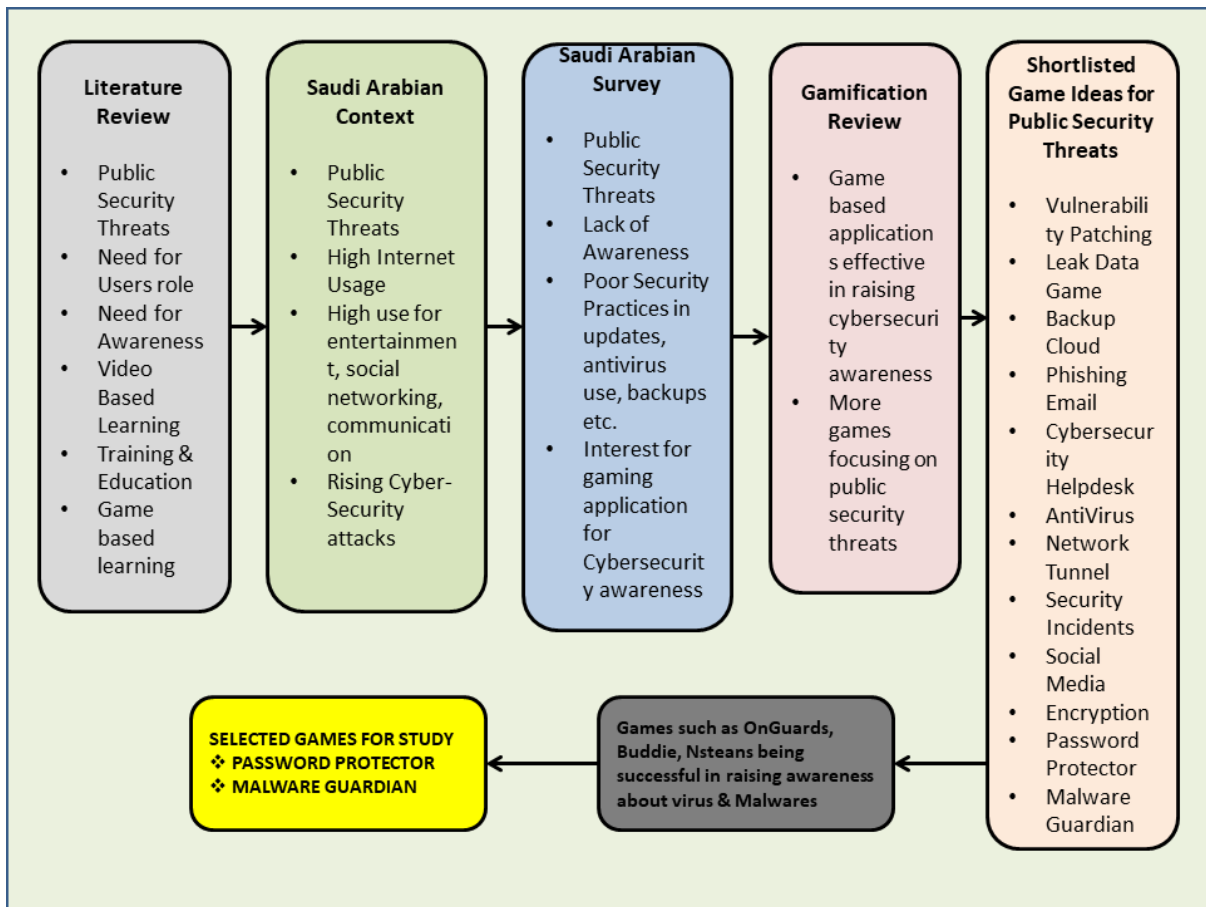 Literature
Review
• Public
Security
Threats
• Need for
Users role
• Need for
Awareness
• Video
Based
Learning
• Training &
Education
• Game
based
learning
Saudi Arabian
Context
• Public
Security
Threats
• High Internet
Usage
• High use for
entertainmen
t, social
networking,
communicati
on
• Rising Cyber-
Security
attacks
Saudi Arabian
Survey
• Public
Security
Threats
• Lack of
Awareness
• Poor Security
Practices in
updates,
antivirus
use, backups
etc.
• Interest for
gaming
application
for
Cybersecurit
y awareness
Gamification
Review
• Game
based
application
s effective
in raising
cybersecuri
ty
awareness
• More
games
focusing on
public
security
threats
Shortlisted
Game Ideas for
Public Security
Threats
• Vulnerabili
ty Patching
• Leak Data
Game
• Backup
Cloud
• Phishing
Email
• Cybersecur
ity
Helpdesk
• AntiVirus
• Network
Tunnel
• Security
Incidents
• Social
Media
• Encryption
• Password
Protector
• Malware
Guardian
Games such as OnGuards,
Buddie, Nsteans being
successful in raising awareness
about virus & Malwares
SELECTED GAMES FOR STUDY
❖ PASSWORD PROTECTOR
❖ MALWARE GUARDIAN